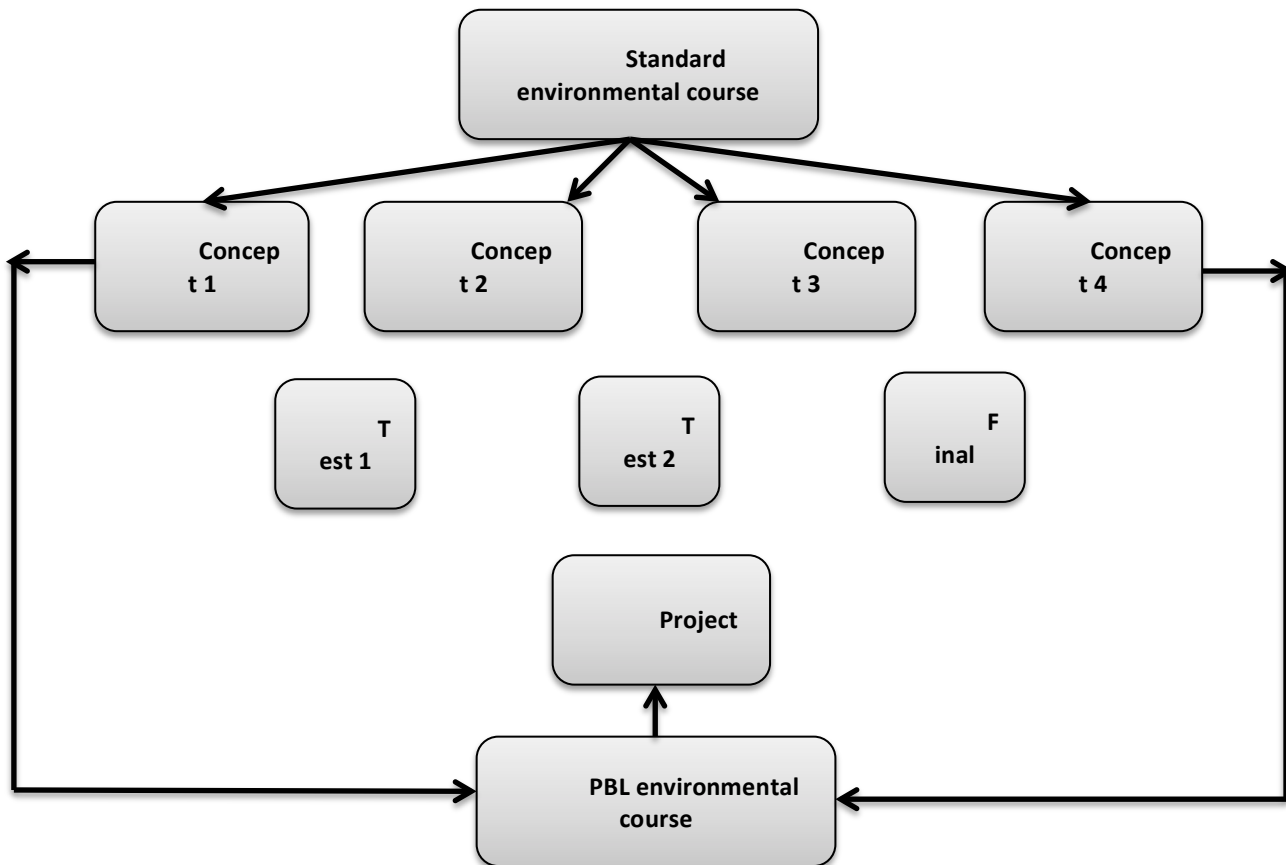 Standard
environmental course
Concep
t 1
Concep
t 2
Concep
t 3
Concep
t 4
T
est 1
T
est 2
F
inal
Project
PBL environmental
course